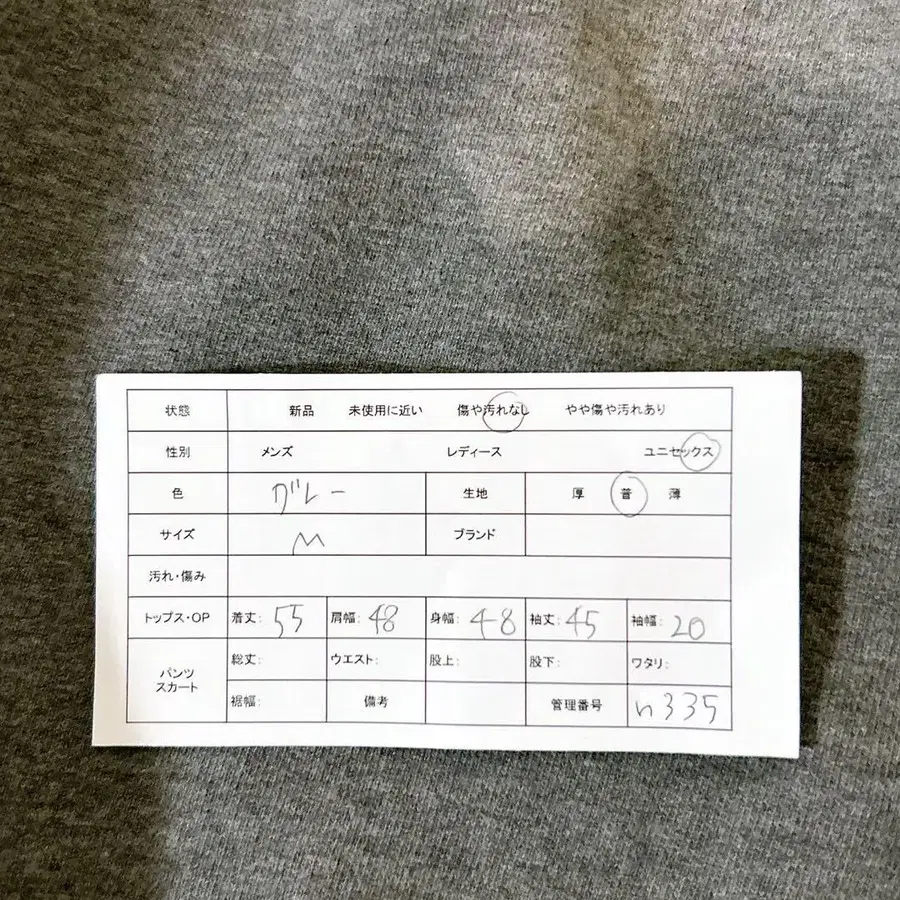 状態 新品 未使用に近い 傷や汚れなし やや傷や汚れあり
性別 メンズ レディース ユニセックス
色 グレー 生地 厚 普 薄
サイズ M ブランド
汚れ・傷み
トップス・OP 着丈: 55 肩幅: 48 身幅: 48 袖丈: 45 袖幅: 20
パンツ スカート 総丈: ウエスト: 股上: 股下: ワタリ:
裾幅: 備考 管理番号 n335